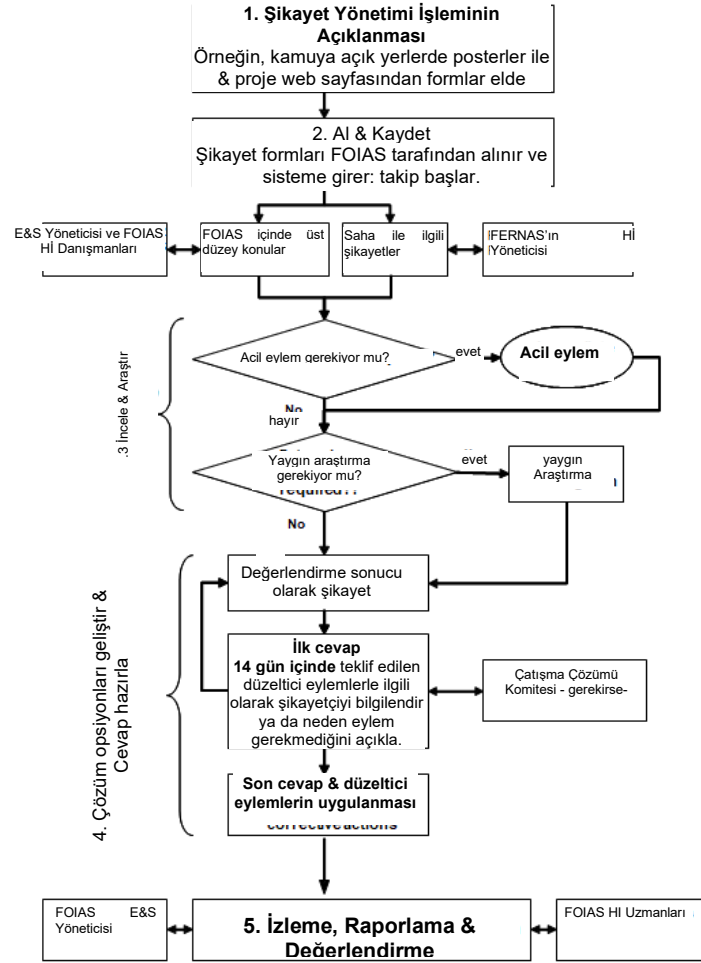 1. Şikayet Yönetimi İşleminin
Açıklanması
Örneğin, kamuya açık yerlerde posterler ile
& proje web sayfasından formlar elde
2. Al & Kaydet
Şikayet formları FOIAS tarafından alınır ve
sisteme girer: takip başlar.
E&S Yöneticisi ve FOIAS
Hİ Danışmanları
FOIAS içinde üst
düzey konular
Saha ile ilgili
şikayetler
FERNAS'ın Hİ
Yöneticisi
.3 İncele & Araştır
Acil eylem gerekiyor mu?
evet
Acil eylem
No
hayır
Yaygın araştırma
gerekiyor mu?
required??
evet
yaygın
Araştırma
No
4. Çözüm opsiyonları geliştir &
Cevap hazırla
Değerlendirme sonucu
olarak şikayet
İlk cevap
14 gün içinde teklif edilen
düzeltici eylemlerle ilgili
olarak şikayetçiyi bilgilendir
ya da neden eylem
gerekmediğini açıkla.
Çatışma Çözümü
Komitesi - gerekirse-
Son cevap & düzeltici
eylemlerin uygulanması
corrective actions
FOIAS E&S
Yöneticisi
5. İzleme, Raporlama &
Değerlendirme
FOIAS HI Uzmanları